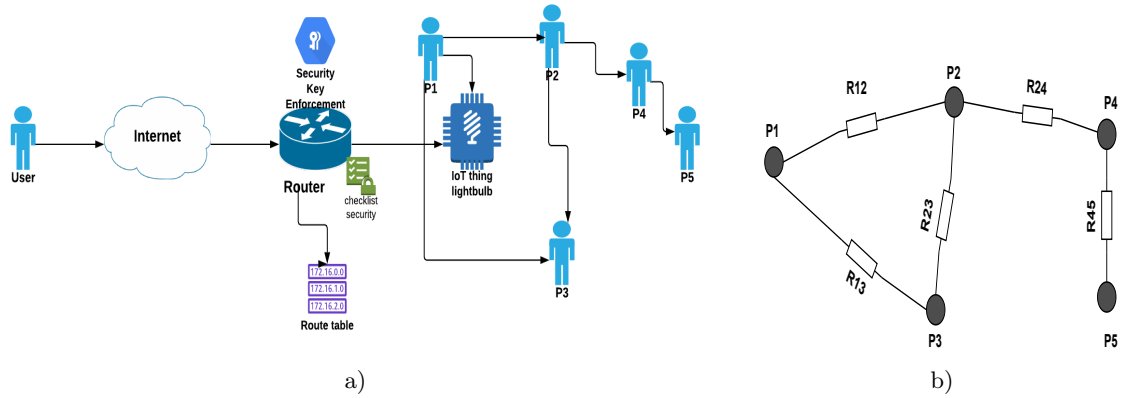 Security
Key
Enforcement
User
Internet
Router
checklist
security
172.16.0.0
172.16.1.0
172.16.2.0
Route table
P1
IoT thing
lightbulb
P2
P4
P5
P3
a)
P1
R12
P2
R24
P4
R23
R45
R13
P3
P5
b)